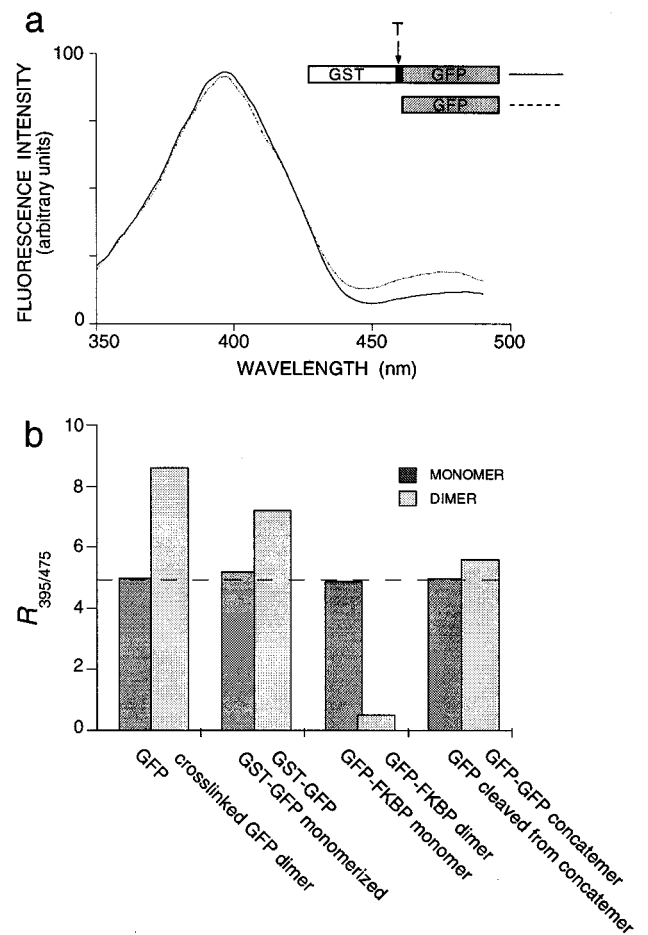 a
T
100
GST
GFP
GFP
FLUORESCENCE INTENSITY
(arbitrary units)
0
350
400
450
500
WAVELENGTH (nm)
b
10
8
6
4
2
0
R395/475
MONOMER
DIMER
GFP
crosslinked GFP dimer
GST-GFP monomerized
GST-GFP
GFP-FKBP monomer
GFP-FKBP dimer
GFP cleaved from concatemer
GFP-GFP concatemer